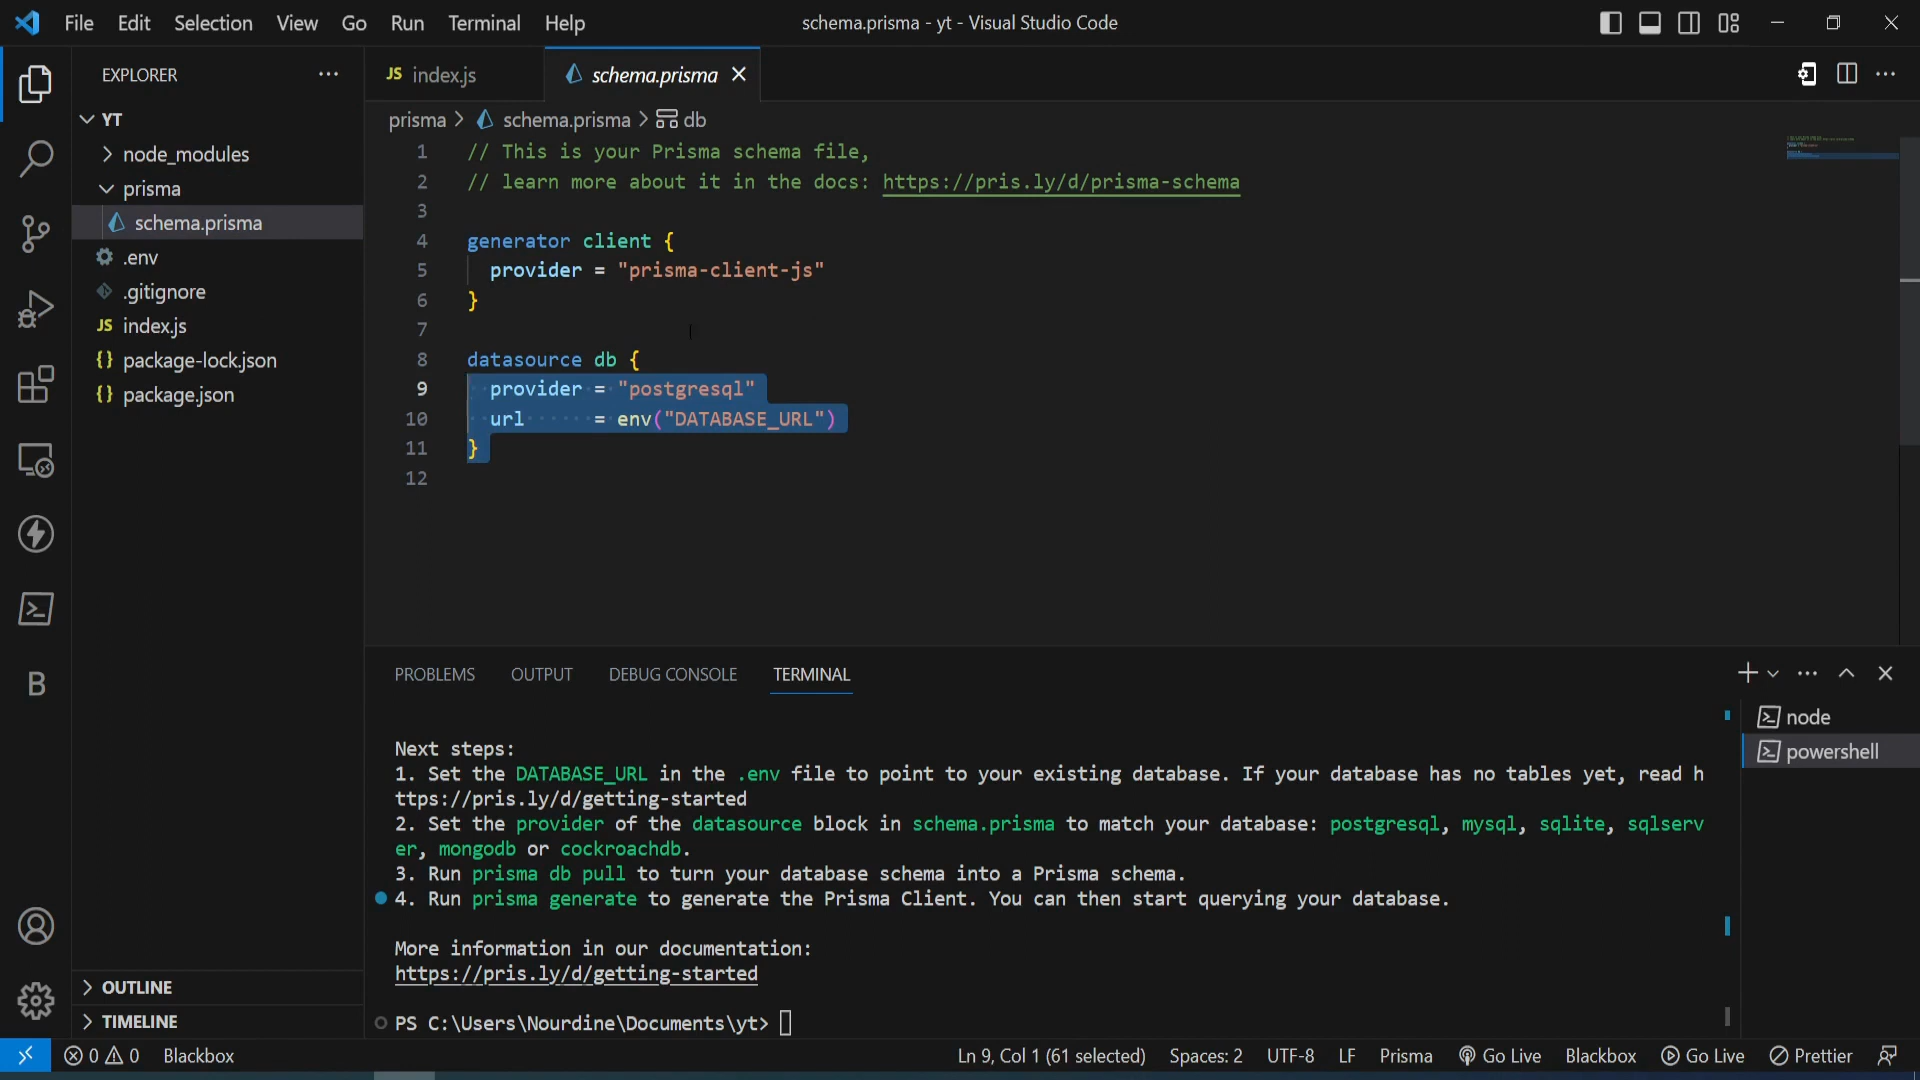 File Edit Selection View Go Run Terminal Help
schema.prisma - yt - Visual Studio Code
EXPLORER
YT
node_modules
prisma
schema.prisma
.env
.gitignore
JS index.js
{} package-lock.json
{} package.json
OUTLINE
TIMELINE
JS index.js
schema.prisma
prisma > schema.prisma > db
1 // This is your Prisma schema file,
2 // learn more about it in the docs: https://pris.ly/d/prisma-schema
3
4 generator client {
5 provider = "prisma-client-js"
6 }
7
8 datasource db {
9 provider = "postgresql"
10 url = env("DATABASE_URL")
11 }
12
PROBLEMS OUTPUT DEBUG CONSOLE TERMINAL
Next steps:
1. Set the DATABASE_URL in the .env file to point to your existing database. If your database has no tables yet, read h
ttps://pris.ly/d/getting-started
2. Set the provider of the datasource block in schema.prisma to match your database: postgresql, mysql, sqlite, sqlserv
er, mongodb or cockroachdb.
3. Run prisma db pull to turn your database schema into a Prisma schema.
4. Run prisma generate to generate the Prisma Client. You can then start querying your database.
More information in our documentation:
https://pris.ly/d/getting-started
PS C:\Users\Nourdine\Documents\yt>
node
powershell
B
0 0 Blackbox
Ln 9, Col 1 (61 selected) Spaces: 2 UTF-8 LF Prisma Go Live Blackbox Go Live Prettier